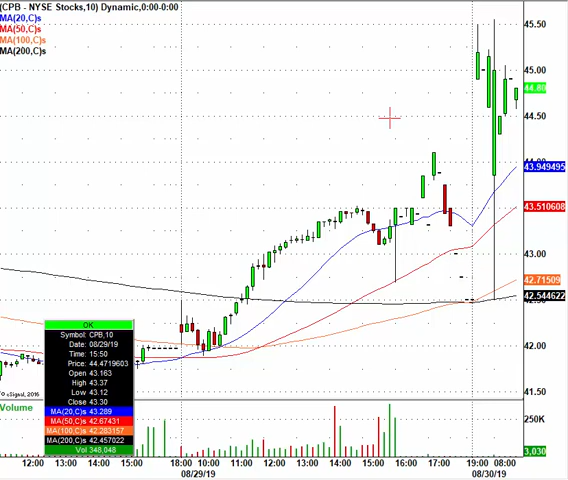 (CPB - NYSE Stocks,10) Dynamic,0:00-0:00
MA(20,C)s
MA(50,C)s
MA(100,C)s
MA(200,C)s
45.50
45.00
44.80
44.50
44.00
43.949495
43.510608
43.00
42.71509
42.544622
42.00
41.50
OK
Symbol: CPB,10
Date: 08/29/19
Time: 15:50
Price: 44.4719603
Open 43.163
High 43.37
Low 43.12
Close 43.30
MA(20,C)s 43.289
MA(50,C)s 42.67431
MA(100,C)s 42.283157
MA(200,C)s 42.457022
Vol 348,048
© eSignal, 2016
Volume
250K
3,030
12:00 13:00 14:00 15:00 18:00 10:00 11:00 12:00 13:00 14:00 15:00 16:00 17:00 19:00 08:00
08/29/19 08/30/19